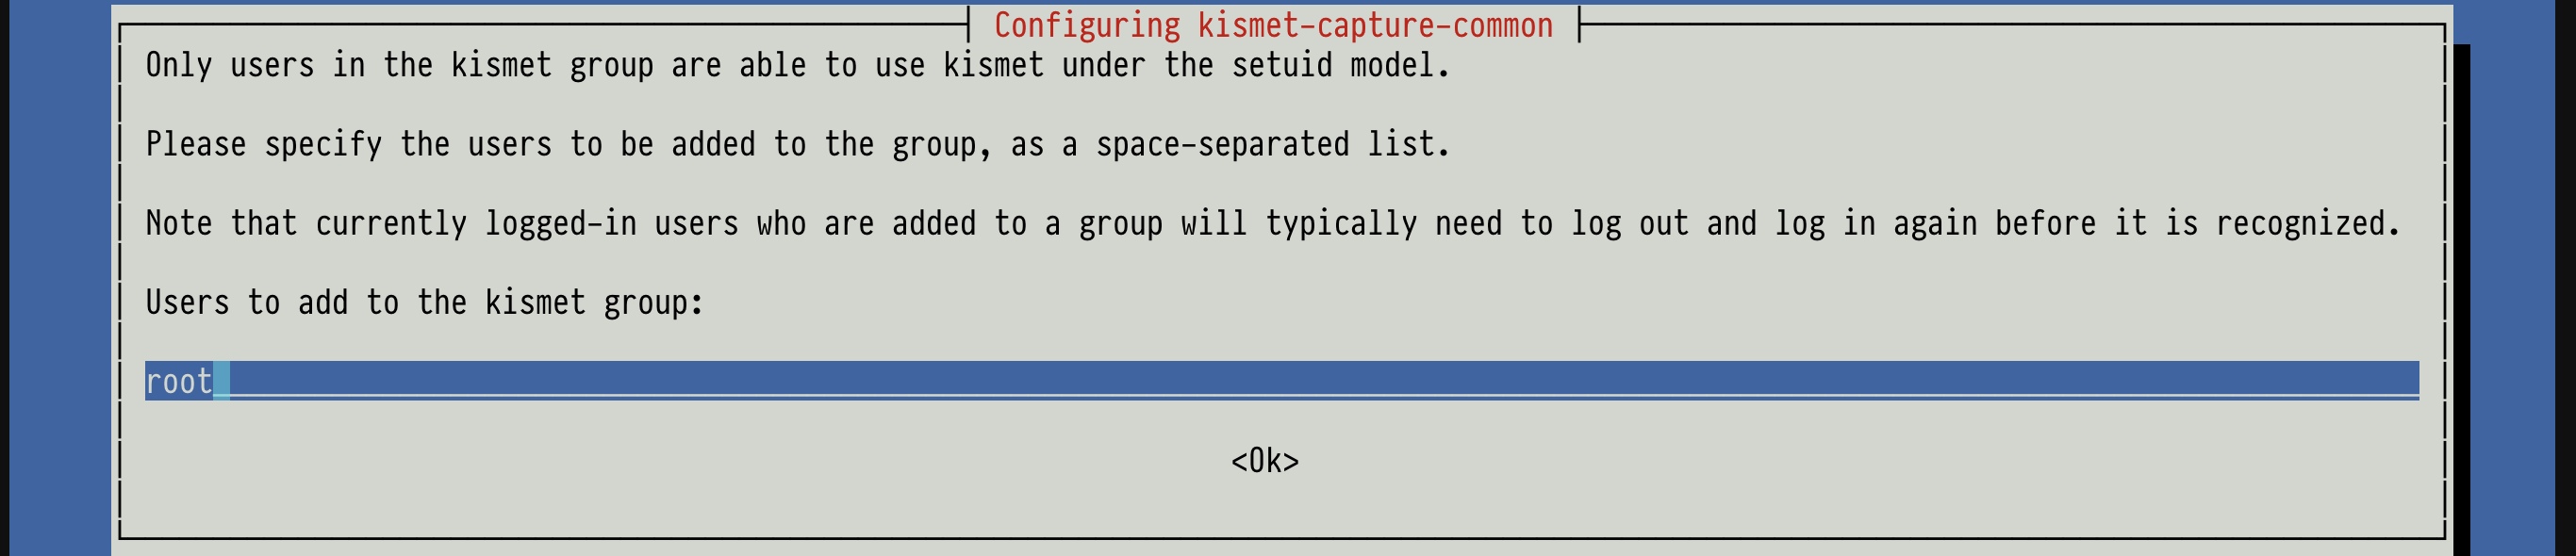 Configuring kismet-capture-common
Only users in the kismet group are able to use kismet under the setuid model.
Please specify the users to be added to the group, as a space-separated list.
Note that currently logged-in users who are added to a group will typically need to log out and log in again before it is recognized.
Users to add to the kismet group:
root
<Ok>